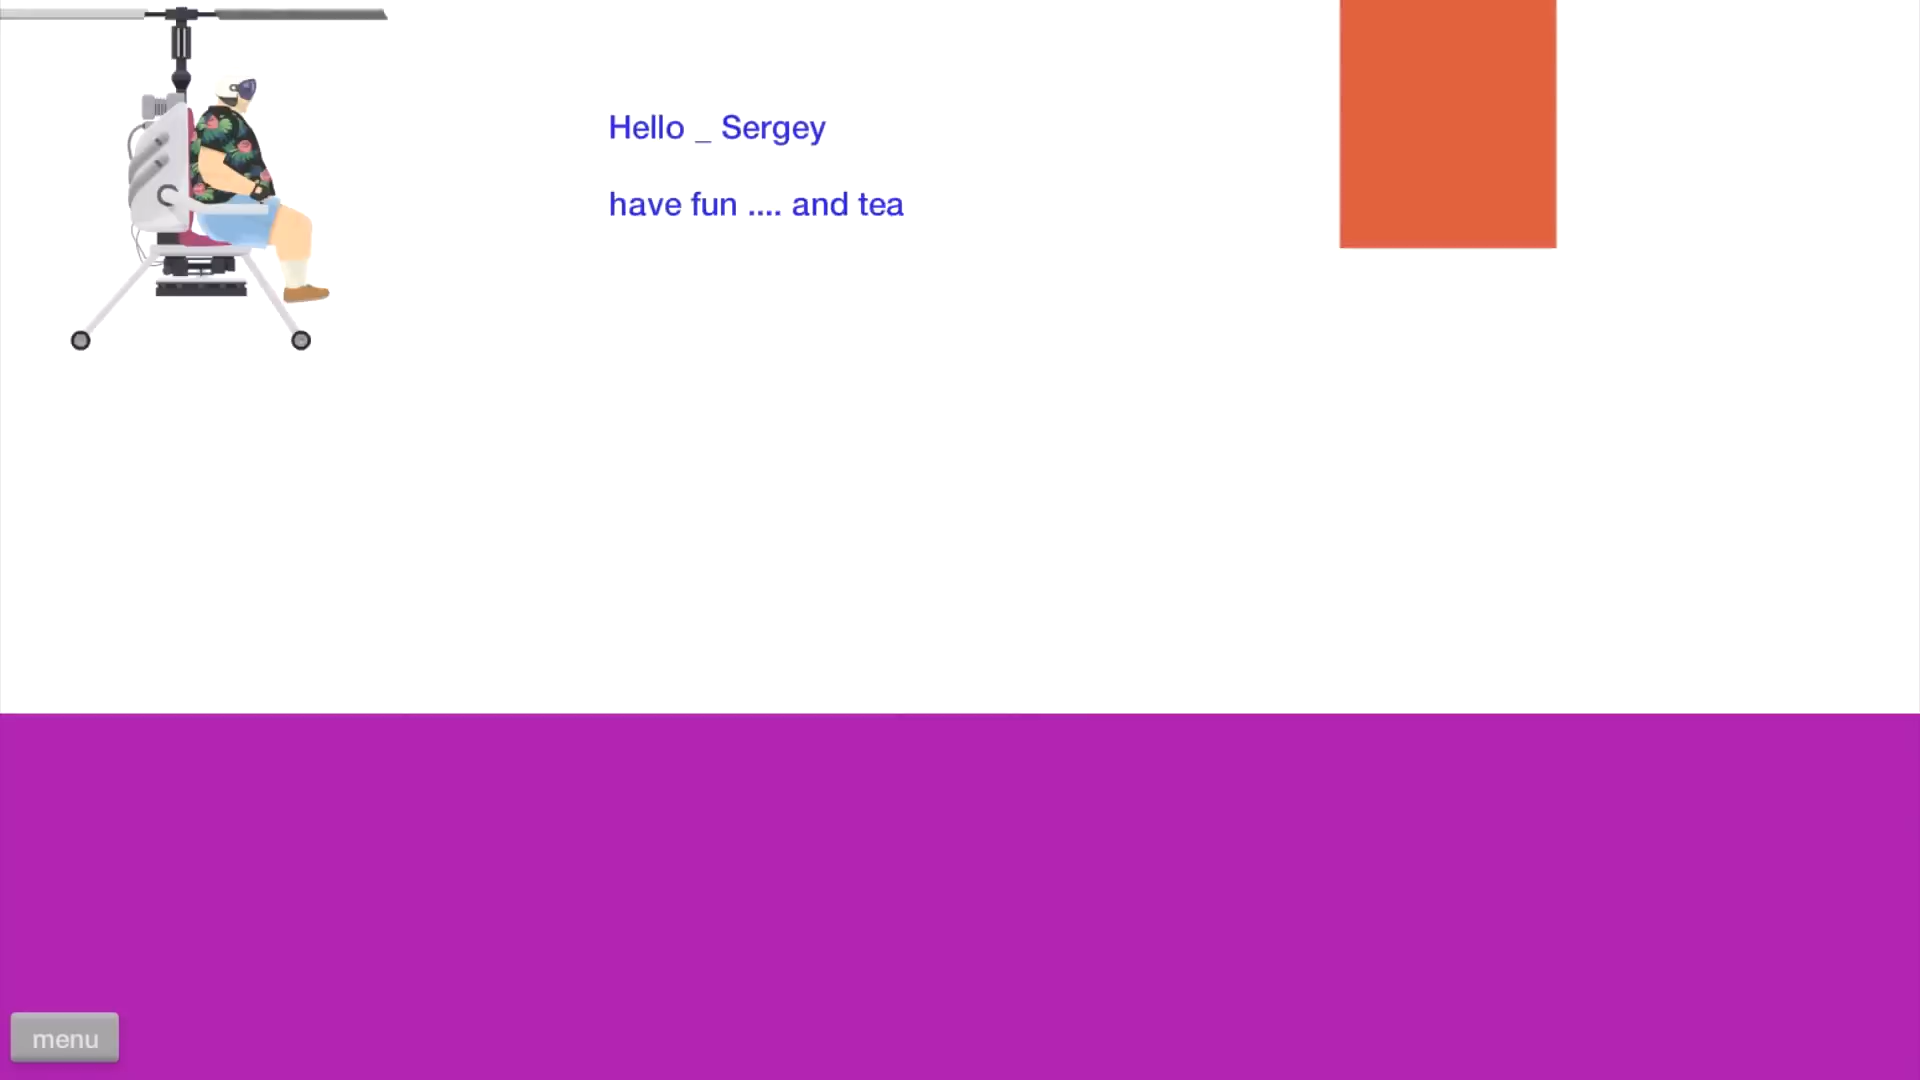 Hello _ Sergey
have fun .... and tea
menu